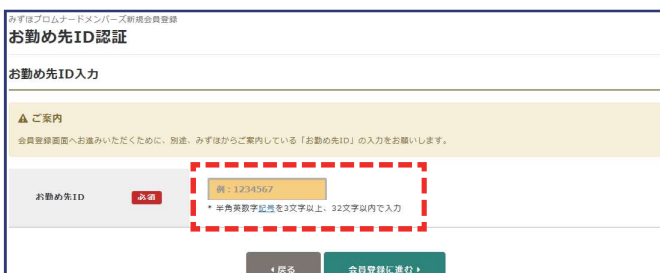 みずほプロムナードメンバーズ新規会員登録
お勤め先ID認証
お勤め先ID入力
ご案内
会員登録画面へお進みいただくために、別途、みずほからご案内している「お勤め先ID」の入力をお願いします。
お勤め先ID 必須 例：1234567
* 半角英数字記号を3文字以上、32文字以内で入力
戻る 会員登録に進む